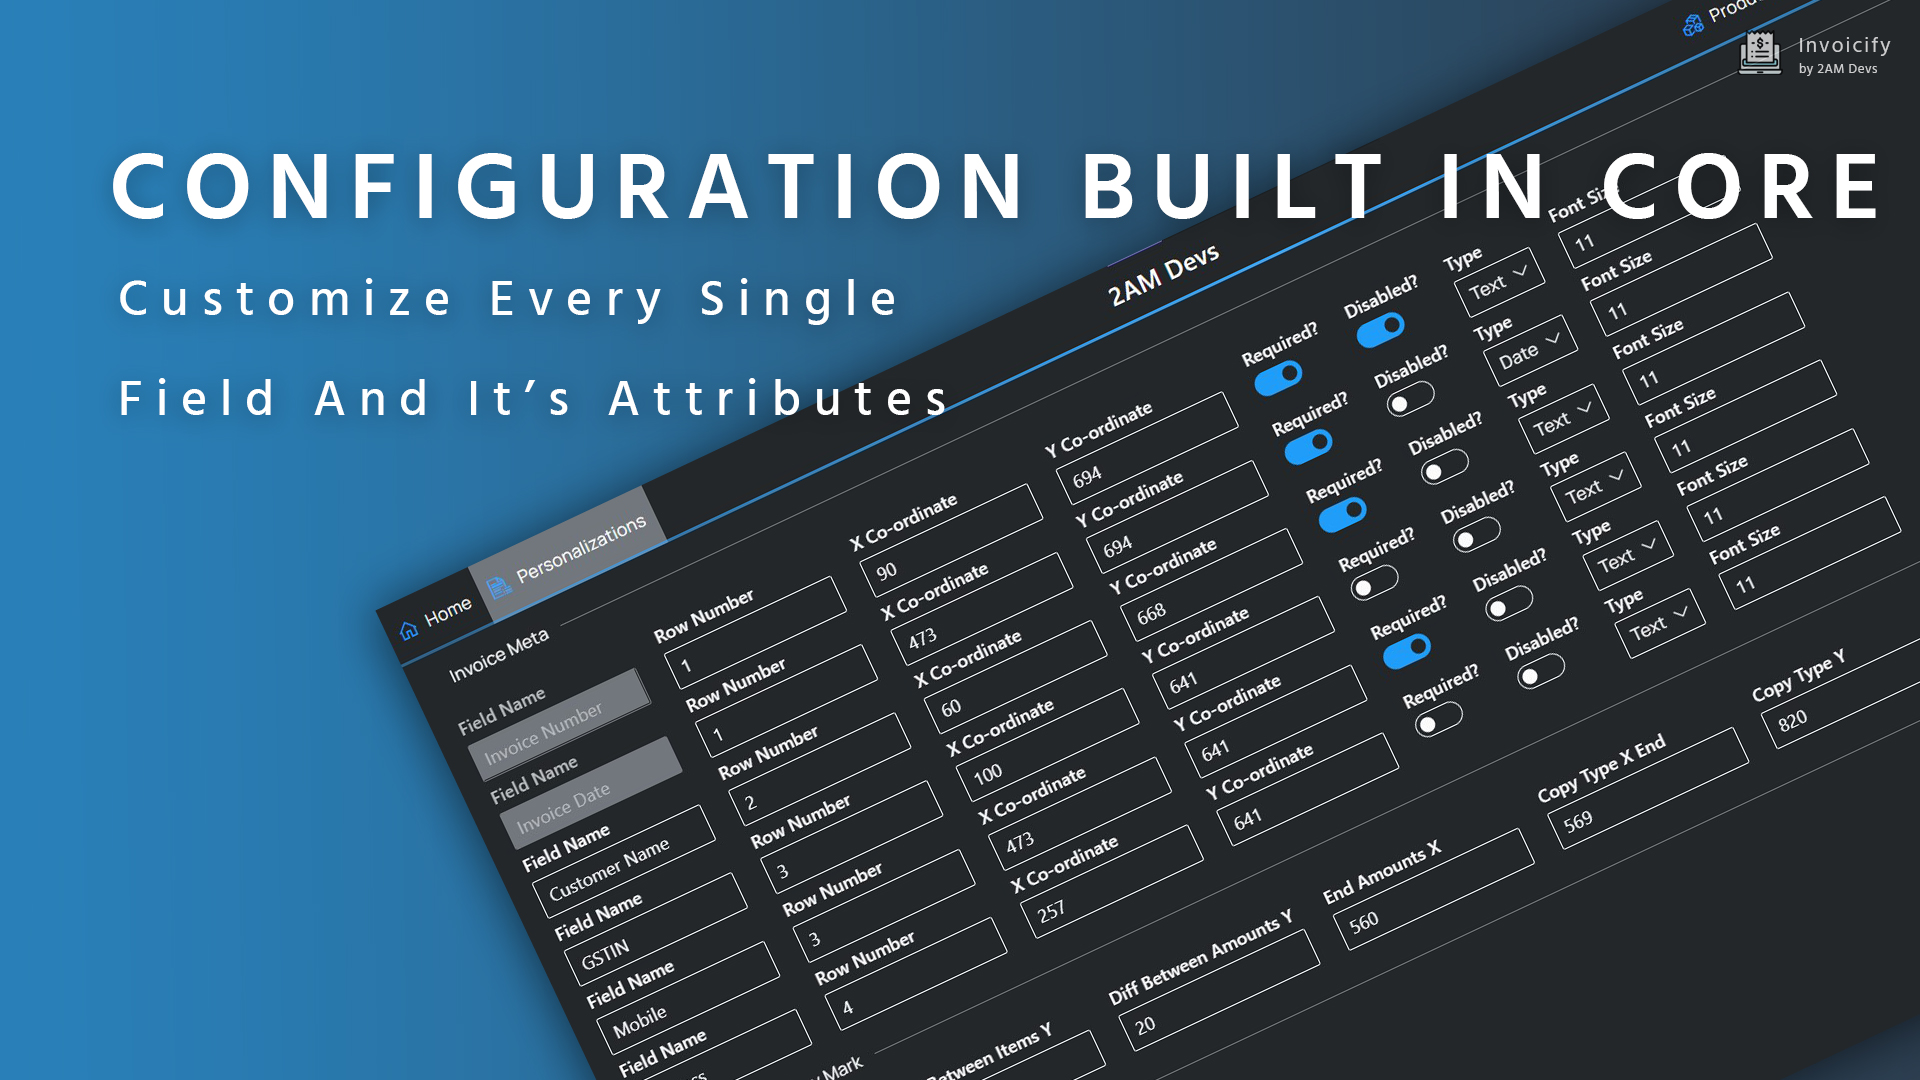 Invoicify
by 2AM Devs
CONFIGURATION BUILT IN CORE
Customize Every Single
Field And It's Attributes
2AM Devs
Home
Personalizations
Invoice Meta
Field Name Row Number X Co-ordinate Y Co-ordinate Required? Disabled? Type Font Size
Invoice Number 1 90 694 Text 11
Field Name Row Number X Co-ordinate Y Co-ordinate Required? Disabled? Type Font Size
Invoice Date 1 473 694 Date 11
Field Name Row Number X Co-ordinate Y Co-ordinate Required? Disabled? Type Font Size
Customer Name 2 60 668 Text 11
Field Name Row Number X Co-ordinate Y Co-ordinate Required? Disabled? Type Font Size
GSTIN 3 100 641 Text 11
Field Name Row Number X Co-ordinate Y Co-ordinate Required? Disabled? Type Font Size
Mobile 3 473 641 Text 11
Field Name Row Number X Co-ordinate Y Co-ordinate Required? Disabled? Type Font Size
4 257 641 Text 11
Mark
Between Items Y Diff Between Amounts Y End Amounts X Copy Type X End Copy Type Y
20 560 569 820